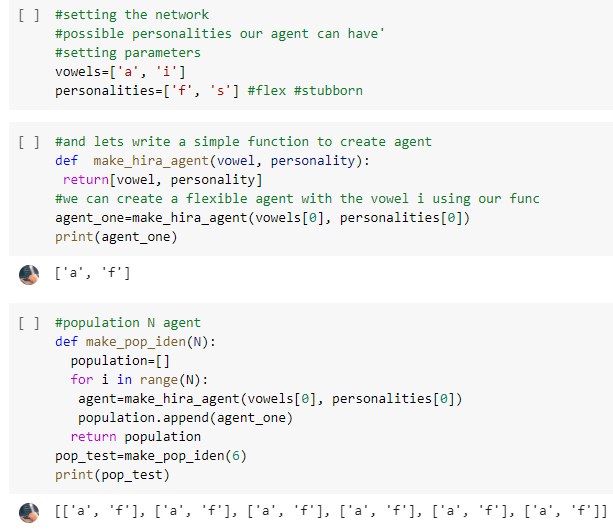 [ ] #setting the network
#possible personalities our agent can have'
#setting parameters
vowels=['a', 'i']
personalities=['f', 's'] #flex #stubborn
[ ] #and lets write a simple function to create agent
def  make_hira_agent(vowel, personality):
 return[vowel, personality]
#we can create a flexible agent with the vowel i using our func
agent_one=make_hira_agent(vowels[0], personalities[0])
print(agent_one)
['a', 'f']
[ ] #population N agent
def make_pop_iden(N):
  population=[]
  for i in range(N):
   agent=make_hira_agent(vowels[0], personalities[0])
   population.append(agent_one)
  return population
pop_test=make_pop_iden(6)
print(pop_test)
[['a', 'f'], ['a', 'f'], ['a', 'f'], ['a', 'f'], ['a', 'f'], ['a', 'f']]